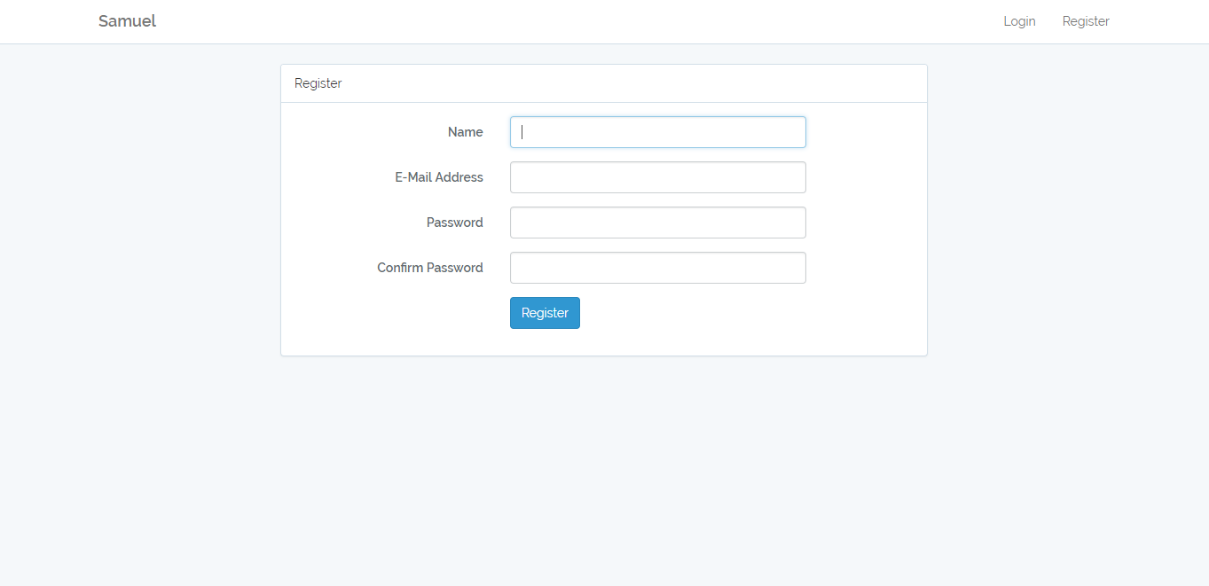 Samuel
Login Register
Register
Name
E-Mail Address
Password
Confirm Password
Register